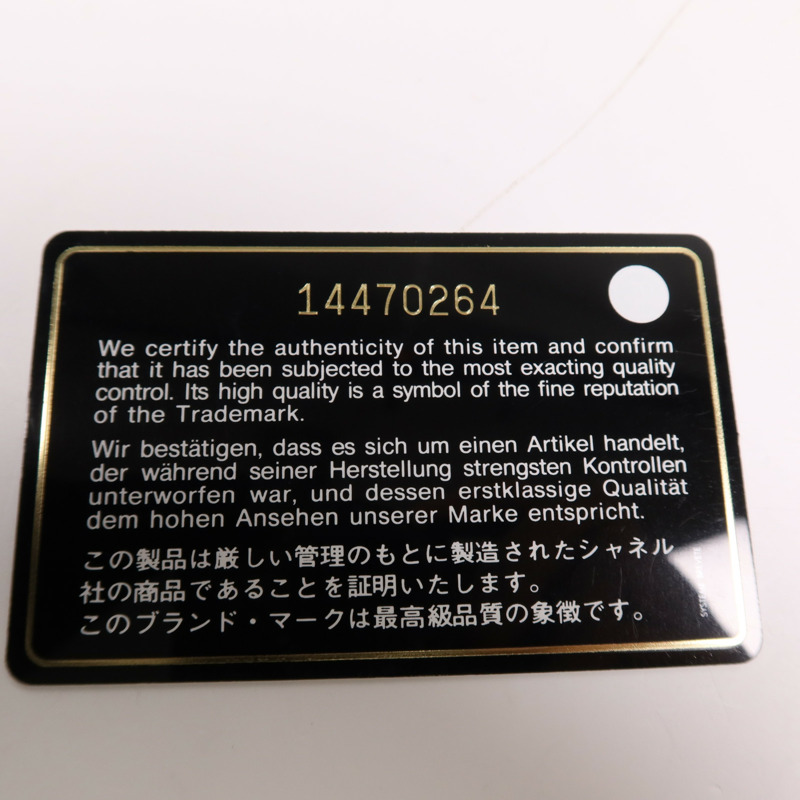 14470264
We certify the authenticity of this item and confirm
that it has been subjected to the most exacting quality
control. Its high quality is a symbol of the fine reputation
of the Trademark.
Wir bestätigen, dass es sich um einen Artikel handelt,
der während seiner Herstellung strengsten Kontrollen
unterworfen war, und dessen erstklassige Qualität
dem hohen Ansehen unserer Marke entspricht.
この製品は厳しい管理のもとに製造されたシャネル
社の商品であることを証明いたします。
このブランド・マークは最高級品質の象徴です。